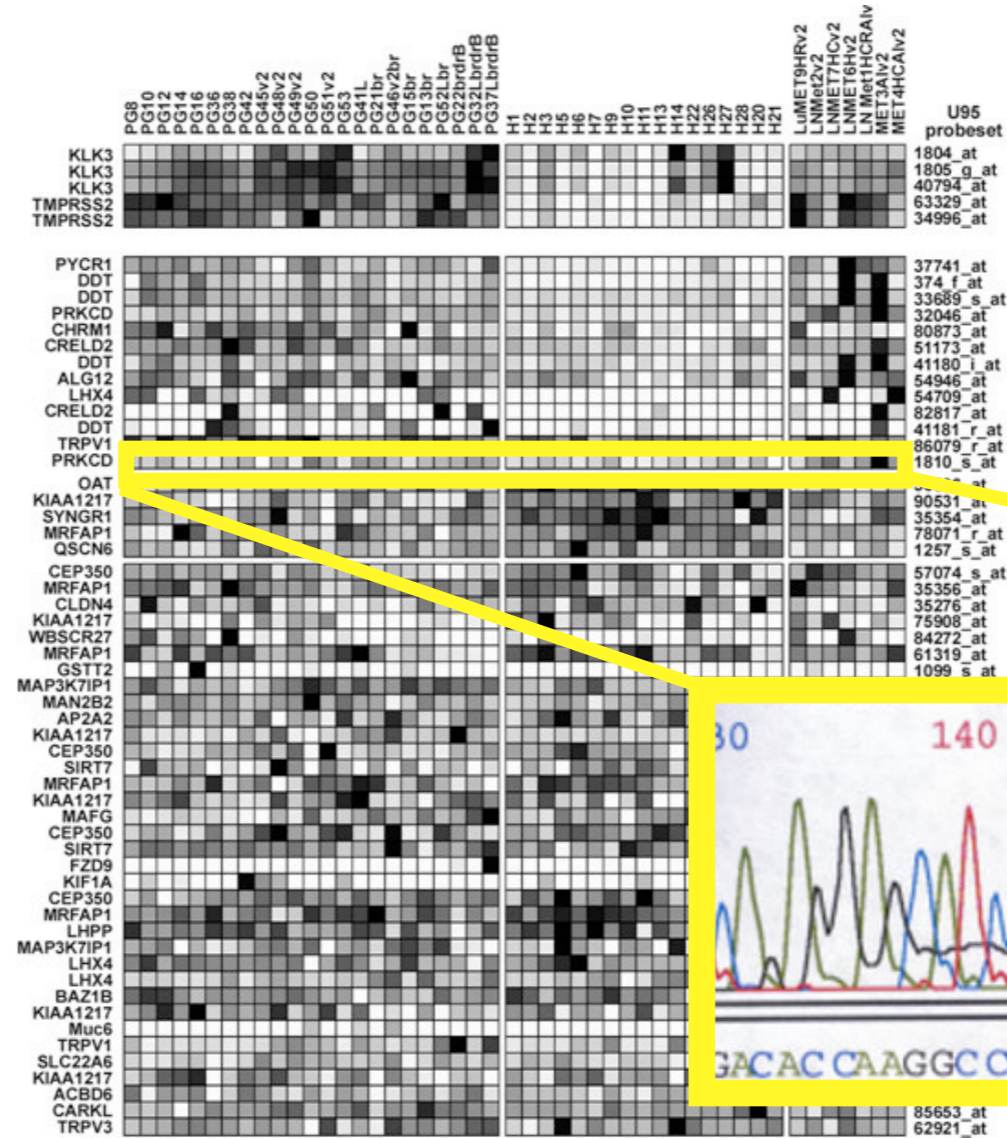 PG8
PG10
PG12
PG14
PG16
PG36
PG38
PG42
PG45v2
PG48v2
PG49v2
PG50
PG51v2
PG53
PG41L
PG21br
PG46v2br
PG15br
PG13br
PG52Lbr
PG22brdrB
PG32LbrdrB
PG37LbrdrB
H1
H2
H3
H5
H6
H7
H9
H10
H11
H13
H14
H22
H26
H27
H28
H20
H21
LuMET9HRv2
LNMet2v2
LNMET7HCv2
LNMET6Hv2
LN Met1HCRAlv
MET3Alv2
MET4HCAlv2
U95
probeset
KLK3 1804_at
KLK3 1805_g_at
KLK3 40794_at
TMPRSS2 63329_at
TMPRSS2 34996_at
PYCR1 37741_at
DDT 374_f_at
DDT 33689_s_at
PRKCD 32046_at
CHRM1 80873_at
CRELD2 51173_at
DDT 41180_i_at
ALG12 54946_at
LHX4 54709_at
CRELD2 82817_at
DDT 41181_r_at
TRPV1 86079_r_at
PRKCD 1810_s_at
OAT
KIAA1217 90531_at
SYNGR1 35354_at
MRFAP1 78071_r_at
QSCN6 1257_s_at
CEP350 57074_s_at
MRFAP1 35356_at
CLDN4 35276_at
KIAA1217 75908_at
WBSCR27 84272_at
MRFAP1 61319_at
GSTT2 1099_s_at
MAP3K7IP1
MAN2B2
AP2A2
KIAA1217
CEP350
SIRT7
MRFAP1
KIAA1217
MAFG
CEP350
SIRT7
FZD9
KIF1A
CEP350
MRFAP1
LHPP
MAP3K7IP1
LHX4
LHX4
BAZ1B
KIAA1217
Muc6
TRPV1
SLC22A6
KIAA1217
ACBD6
CARKL 85653_at
TRPV3 62921_at
30 140
GACACCAAGGCC